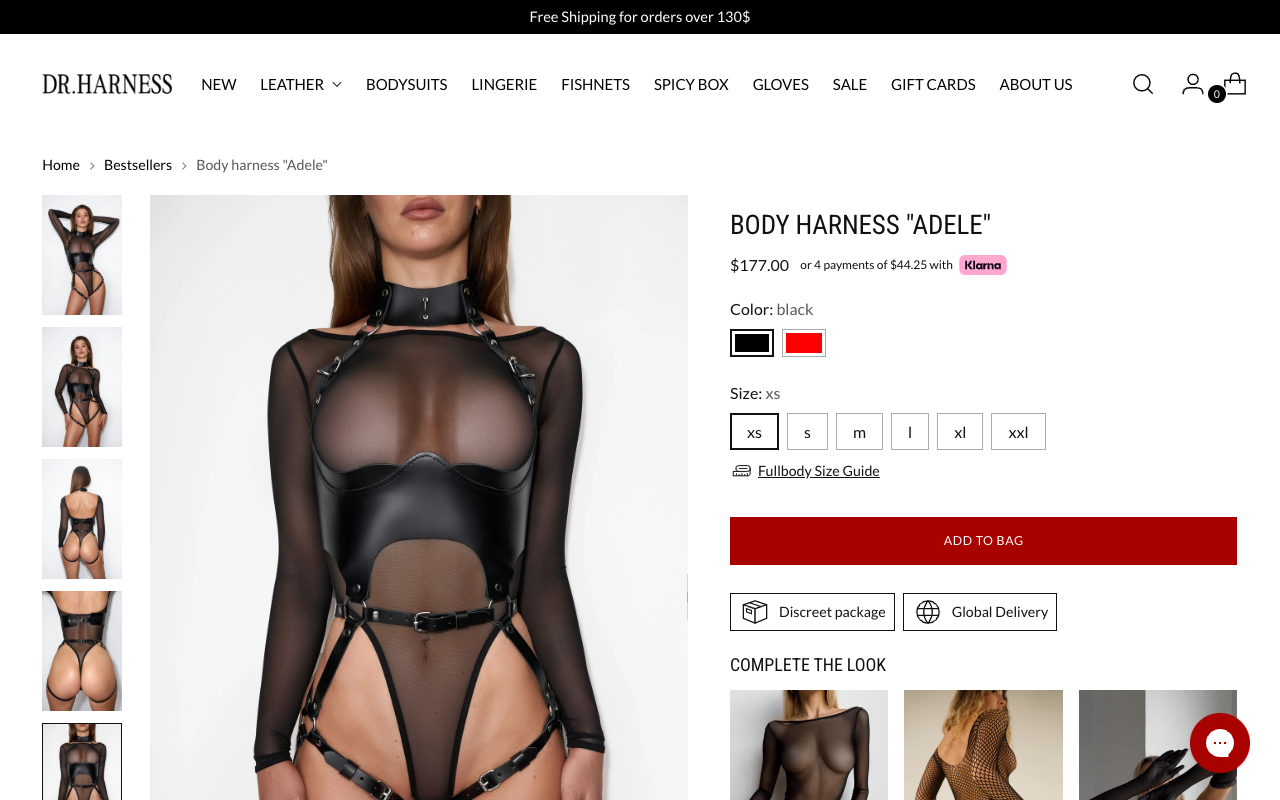 Free Shipping for orders over 130$
DR.HARNESS
NEW
LEATHER
BODYSUITS
LINGERIE
FISHNETS
SPICY BOX
GLOVES
SALE
GIFT CARDS
ABOUT US
0
Home > Bestsellers > Body harness "Adele"
BODY HARNESS "ADELE"
$177.00 or 4 payments of $44.25 with Klarna
Color: black
Size: xs
xs
s
m
l
xl
xxl
Fullbody Size Guide
ADD TO BAG
Discreet package
Global Delivery
COMPLETE THE LOOK